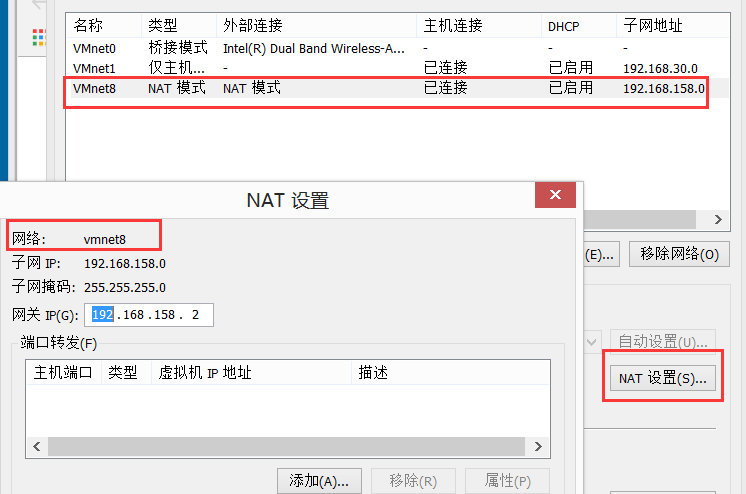 名称 类型 外部连接 主机连接 DHCP 子网地址
VMnet0 桥接模式 Intel(R) Dual Band Wireless-A... - - -
VMnet1 仅主机... - 已连接 已启用 192.168.30.0
VMnet8 NAT 模式 NAT 模式 已连接 已启用 192.168.158.0
NAT 设置
网络: vmnet8
子网 IP: 192.168.158.0
子网掩码: 255.255.255.0
网关 IP(G): 192 . 168 . 158 . 2
(E)... 移除网络(O)
端口转发(F)
自动设置(U)...
主机端口 类型 虚拟机 IP 地址 描述
NAT 设置(S)...
添加(A)... 移除(R) 属性(P)